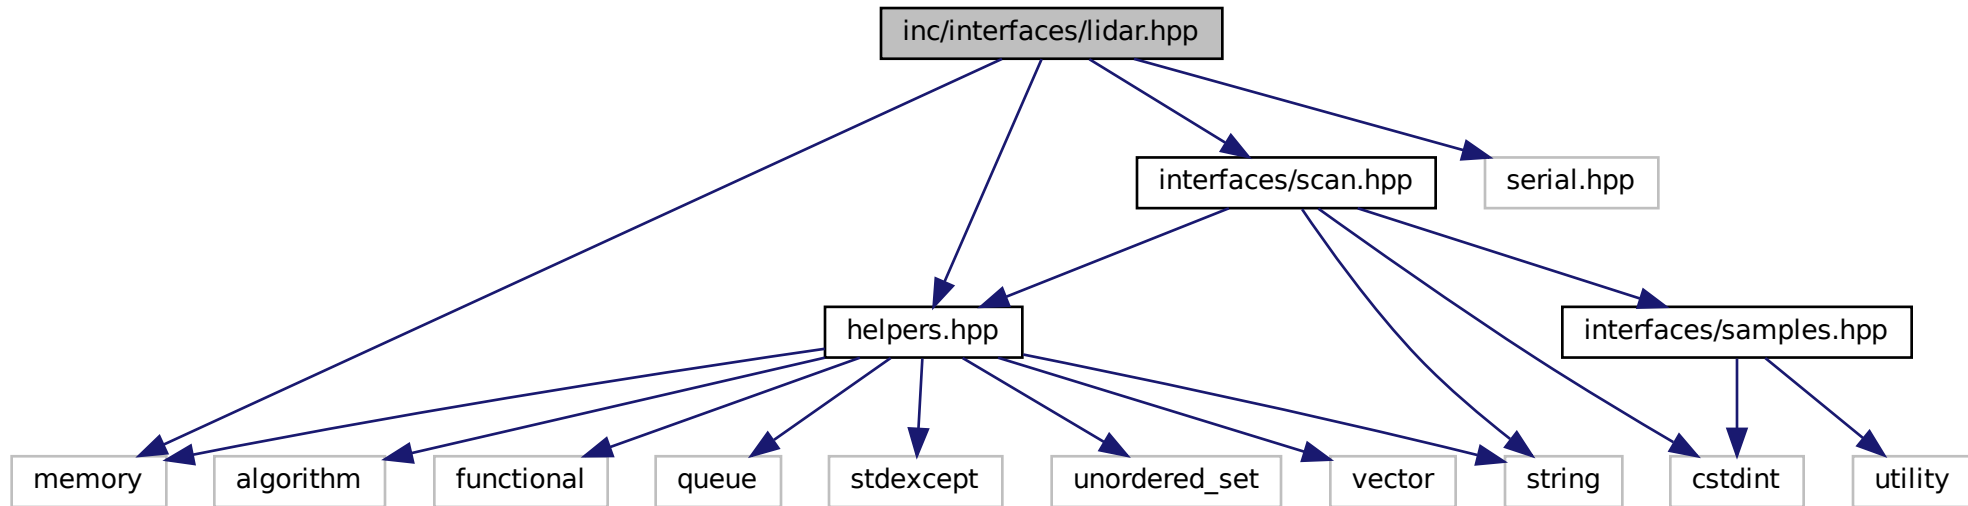 inc/interfaces/lidar.hpp
interfaces/scan.hpp
serial.hpp
helpers.hpp
interfaces/samples.hpp
memory
algorithm
functional
queue
stdexcept
unordered_set
vector
string
cstdint
utility